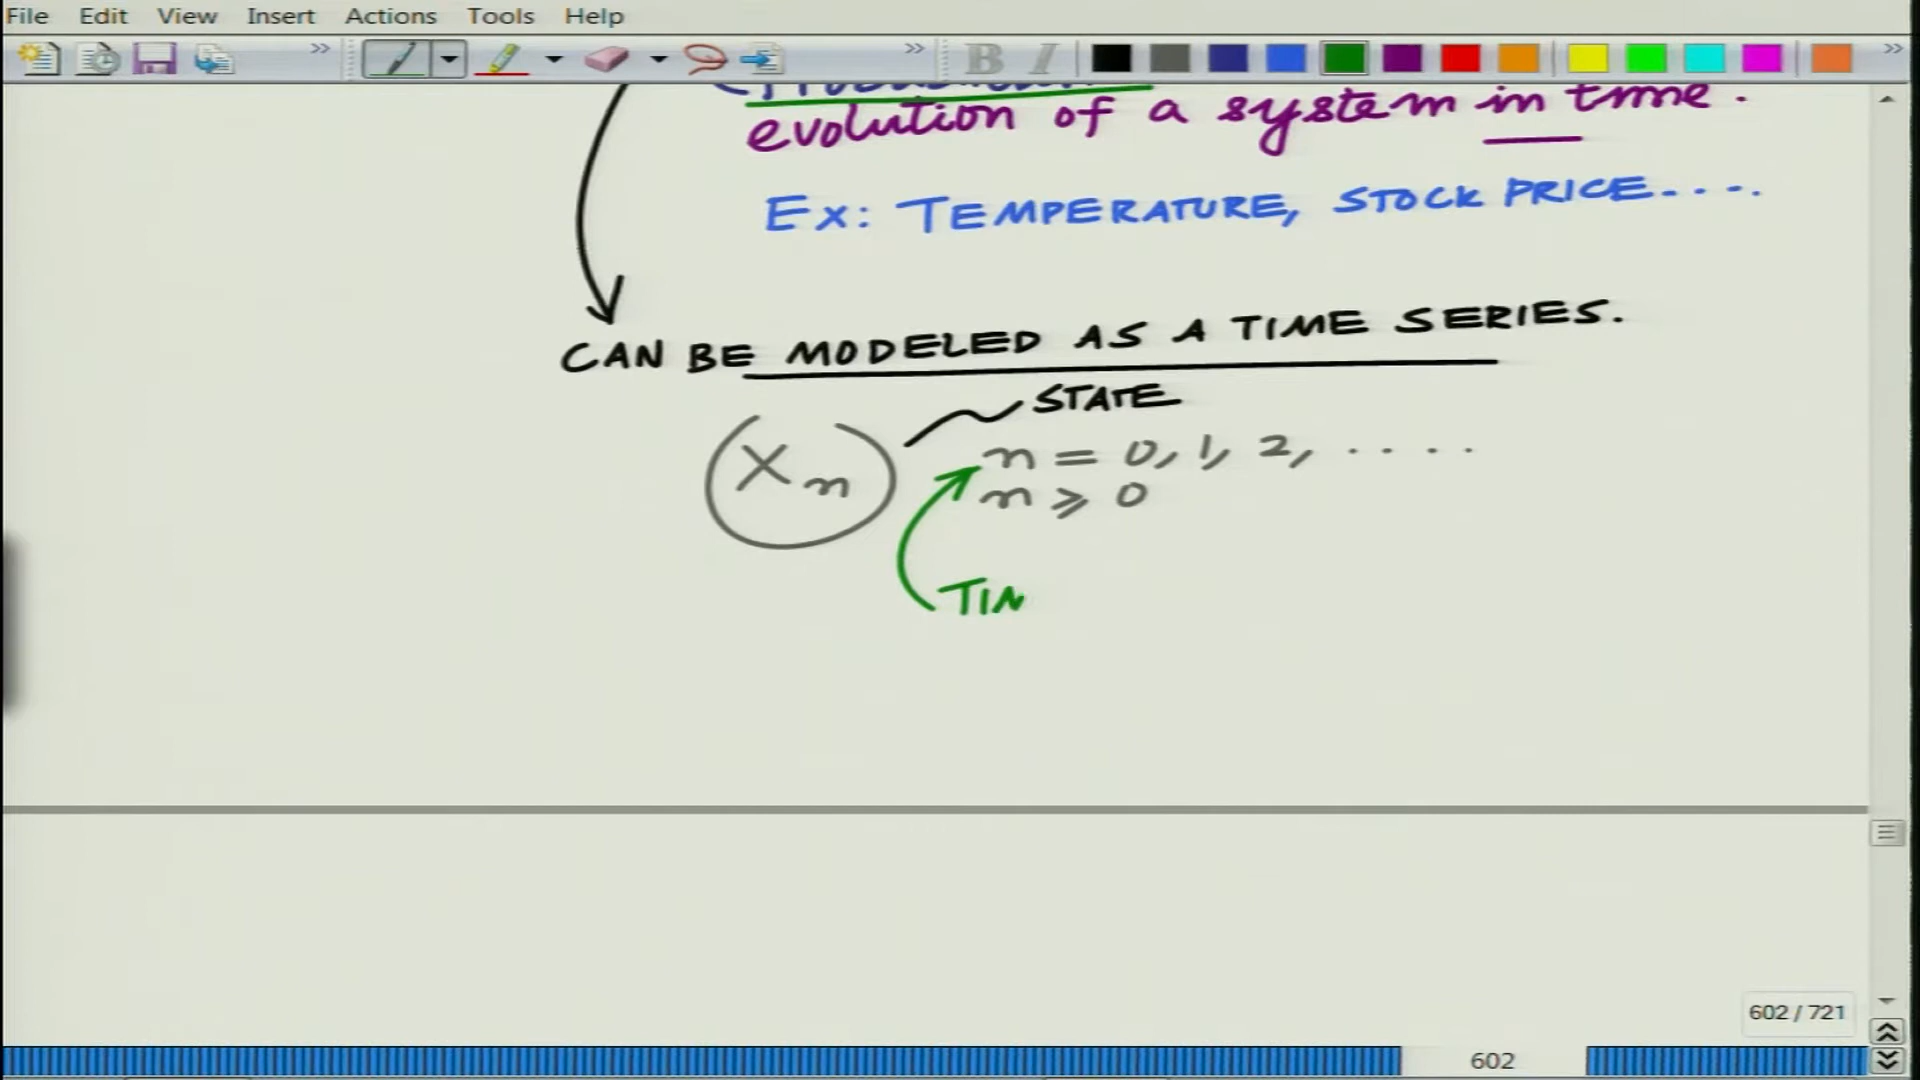 File Edit View Insert Actions Tools Help
B I
evolution of a system in time.
Ex: TEMPERATURE, STOCK PRICE.....
CAN BE MODELED AS A TIME SERIES.
STATE
Xn n = 0, 1, 2, ....
n ≥ 0
TIM
602 / 721
602